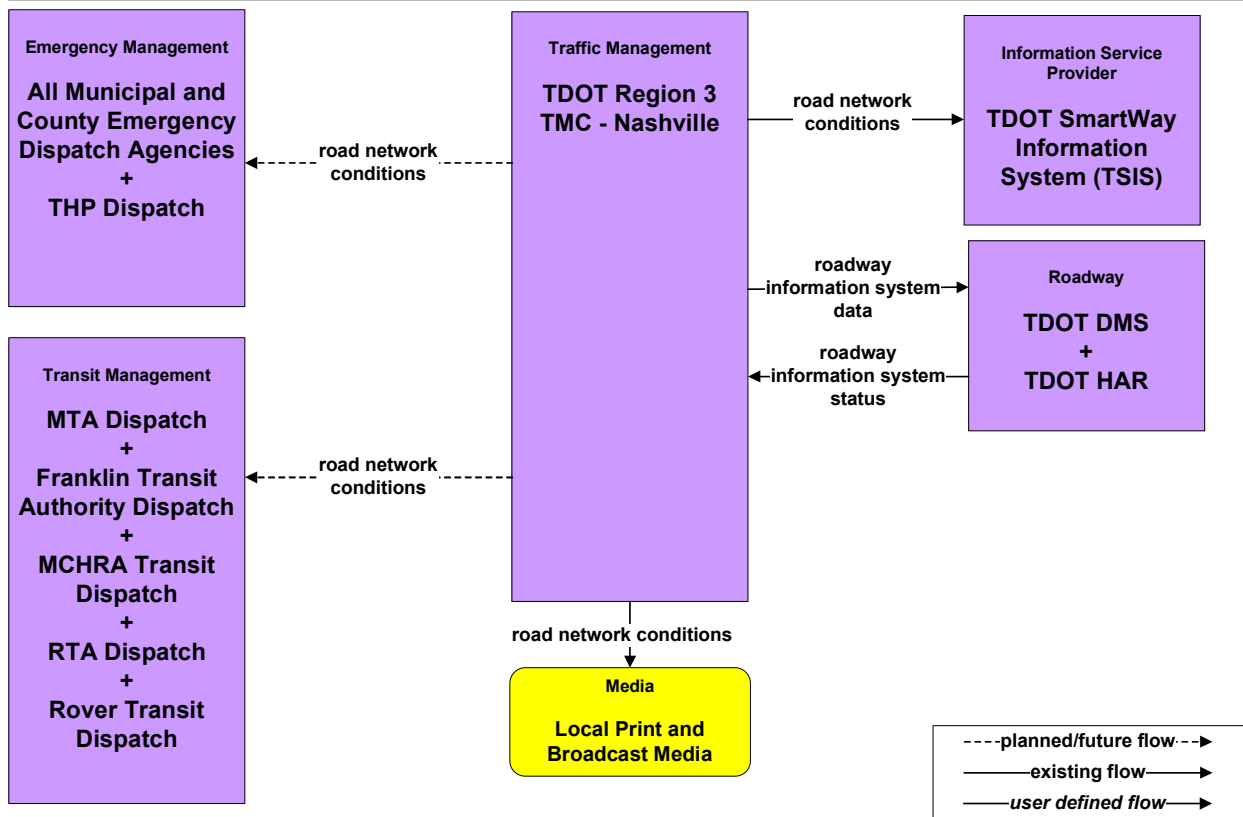 Emergency Management
All Municipal and
County Emergency
Dispatch Agencies
+
THP Dispatch
road network
conditions
Traffic Management
TDOT Region 3
TMC - Nashville
road network
conditions
Information Service
Provider
TDOT SmartWay
Information
System (TSIS)
roadway
information system
data
roadway
information system
status
Roadway
TDOT DMS
+
TDOT HAR
Transit Management
MTA Dispatch
+
Franklin Transit
Authority Dispatch
+
MCHRA Transit
Dispatch
+
RTA Dispatch
+
Rover Transit
Dispatch
road network
conditions
road network conditions
Media
Local Print and
Broadcast Media
planned/future flow
existing flow
user defined flow